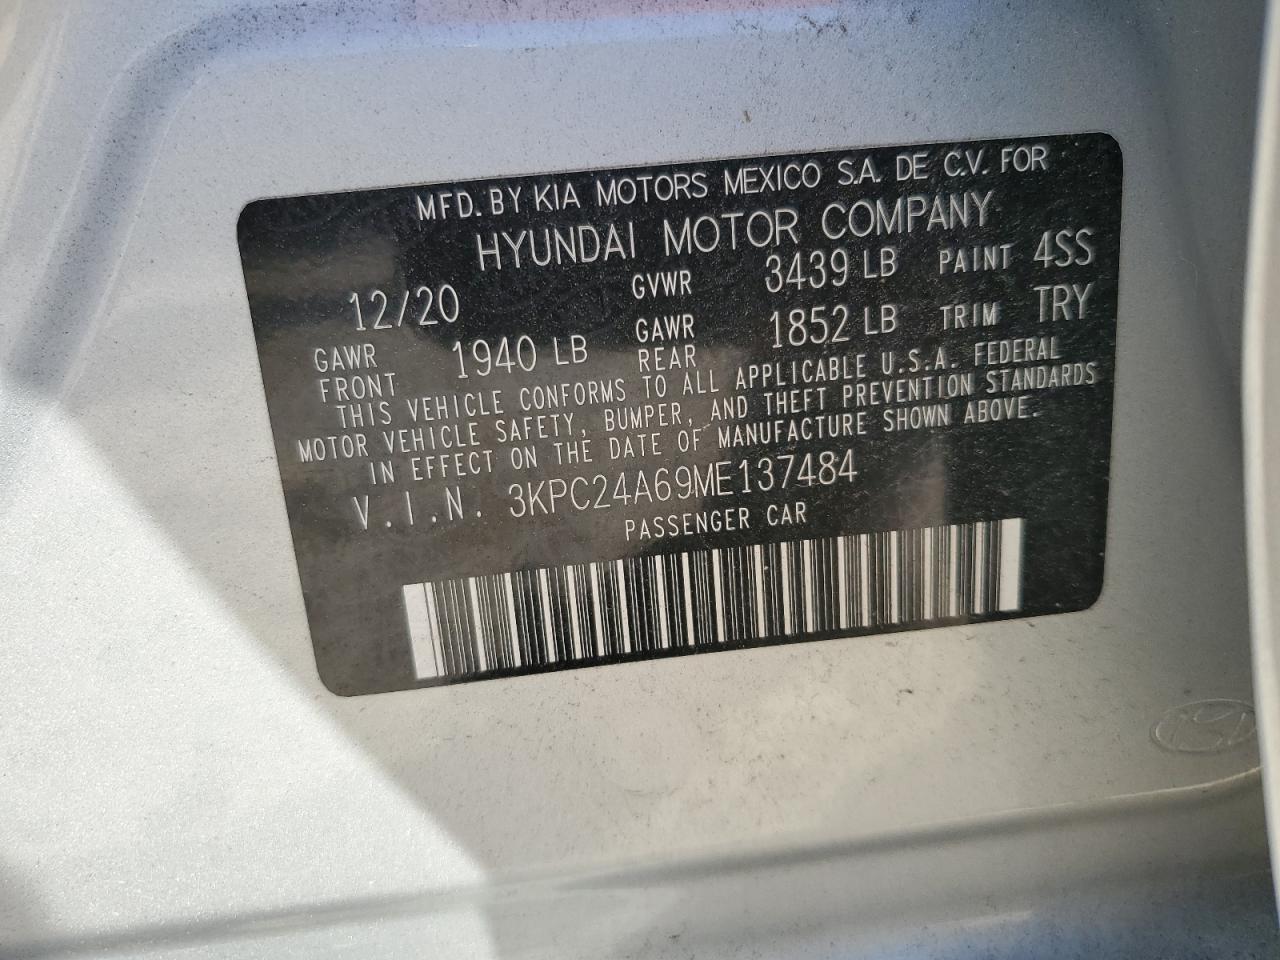 MFD. BY KIA MOTORS MEXICO S.A. DE C.V. FOR
HYUNDAI MOTOR COMPANY
12/20 GVWR 3439 LB PAINT 4SS
GAWR FRONT 1940 LB GAWR REAR 1852 LB TRIM TRY
THIS VEHICLE CONFORMS TO ALL APPLICABLE U.S.A. FEDERAL
MOTOR VEHICLE SAFETY, BUMPER, AND THEFT PREVENTION STANDARDS
IN EFFECT ON THE DATE OF MANUFACTURE SHOWN ABOVE.
V.I.N. 3KPC24A69ME137484
PASSENGER CAR